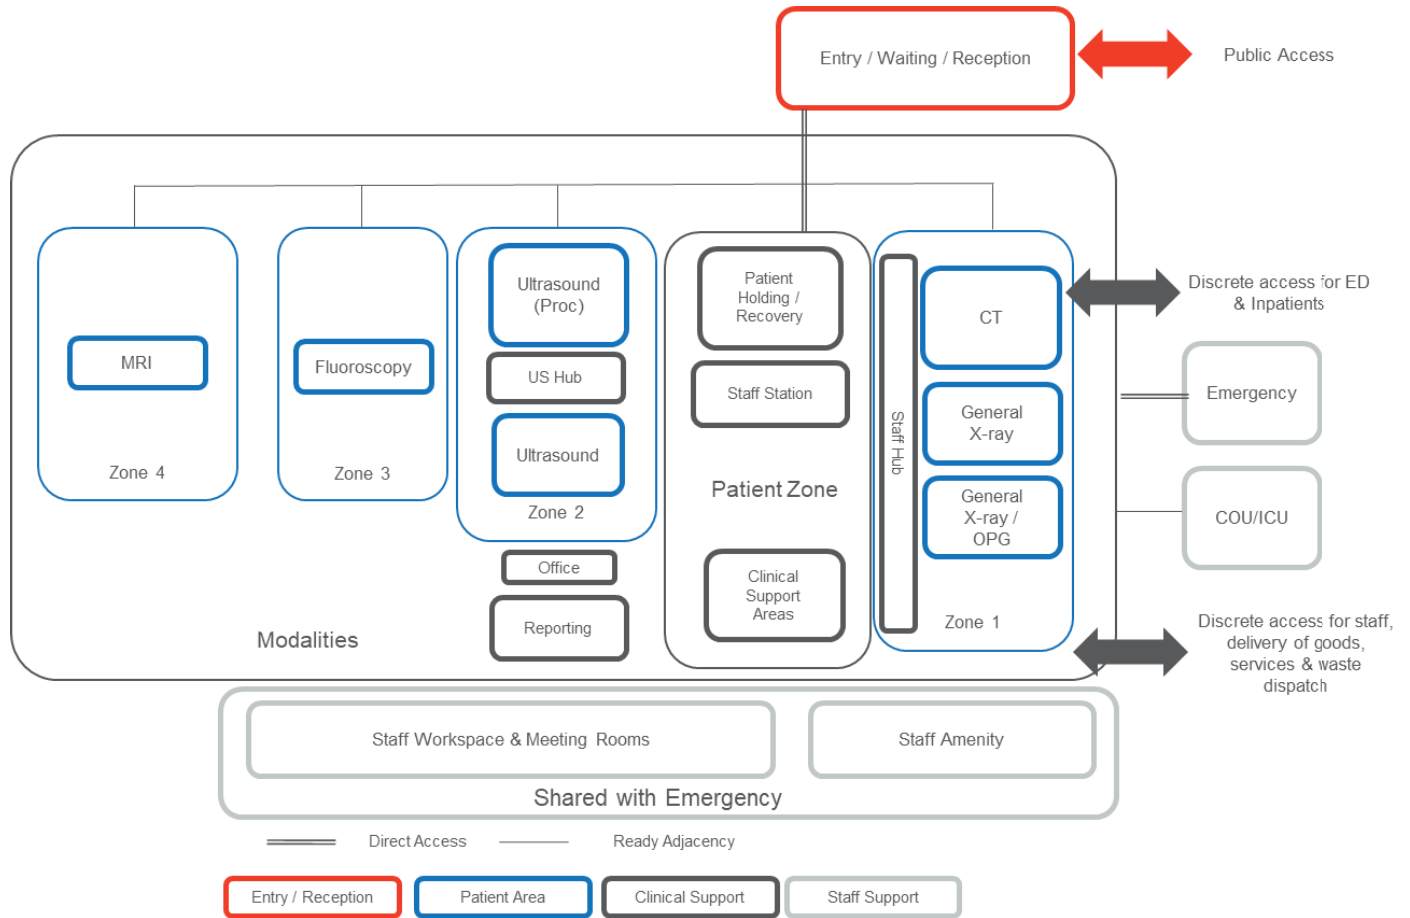 Entry / Waiting / Reception
Public Access
Discrete access for ED
& Inpatients
Ultrasound
(Proc)
Patient
Holding /
Recovery
CT
MRI
Fluoroscopy
US Hub
Staff Station
General
X-ray
Emergency
Staff Hub
Ultrasound
Zone 4
Zone 3
Zone 2
Patient Zone
General
X-ray /
OPG
COU/ICU
Office
Clinical
Support
Areas
Reporting
Modalities
Zone 1
Discrete access for staff,
delivery of goods,
services & waste
dispatch
Staff Workspace & Meeting Rooms
Staff Amenity
Shared with Emergency
Direct Access
Ready Adjacency
Entry / Reception
Patient Area
Clinical Support
Staff Support